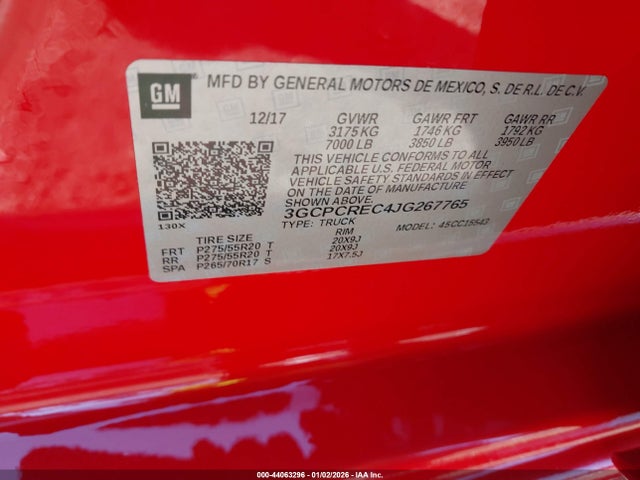 GM MFD BY GENERAL MOTORS DE MEXICO, S. DE R.L. DE C.V.
12/17 GVWR GAWR FRT GAWR RR
3175 KG 1746 KG 1792 KG
7000 LB 3850 LB 3950 LB
THIS VEHICLE CONFORMS TO ALL
APPLICABLE U.S. FEDERAL MOTOR
VEHICLE SAFETY STANDARDS IN EFFECT
ON THE DATE OF MANUFACTURE
SHOWN ABOVE.
130X 3GCPCREC4JG267765
TYPE: TRUCK MODEL: 4SCC15543
TIRE SIZE RIM
FRT P275/55R20 T 20X9J
RR P275/55R20 T 20X9J
SPA P265/70R17 S 17X7.5J
000-44063296 - 01/02/2026 - IAA Inc.